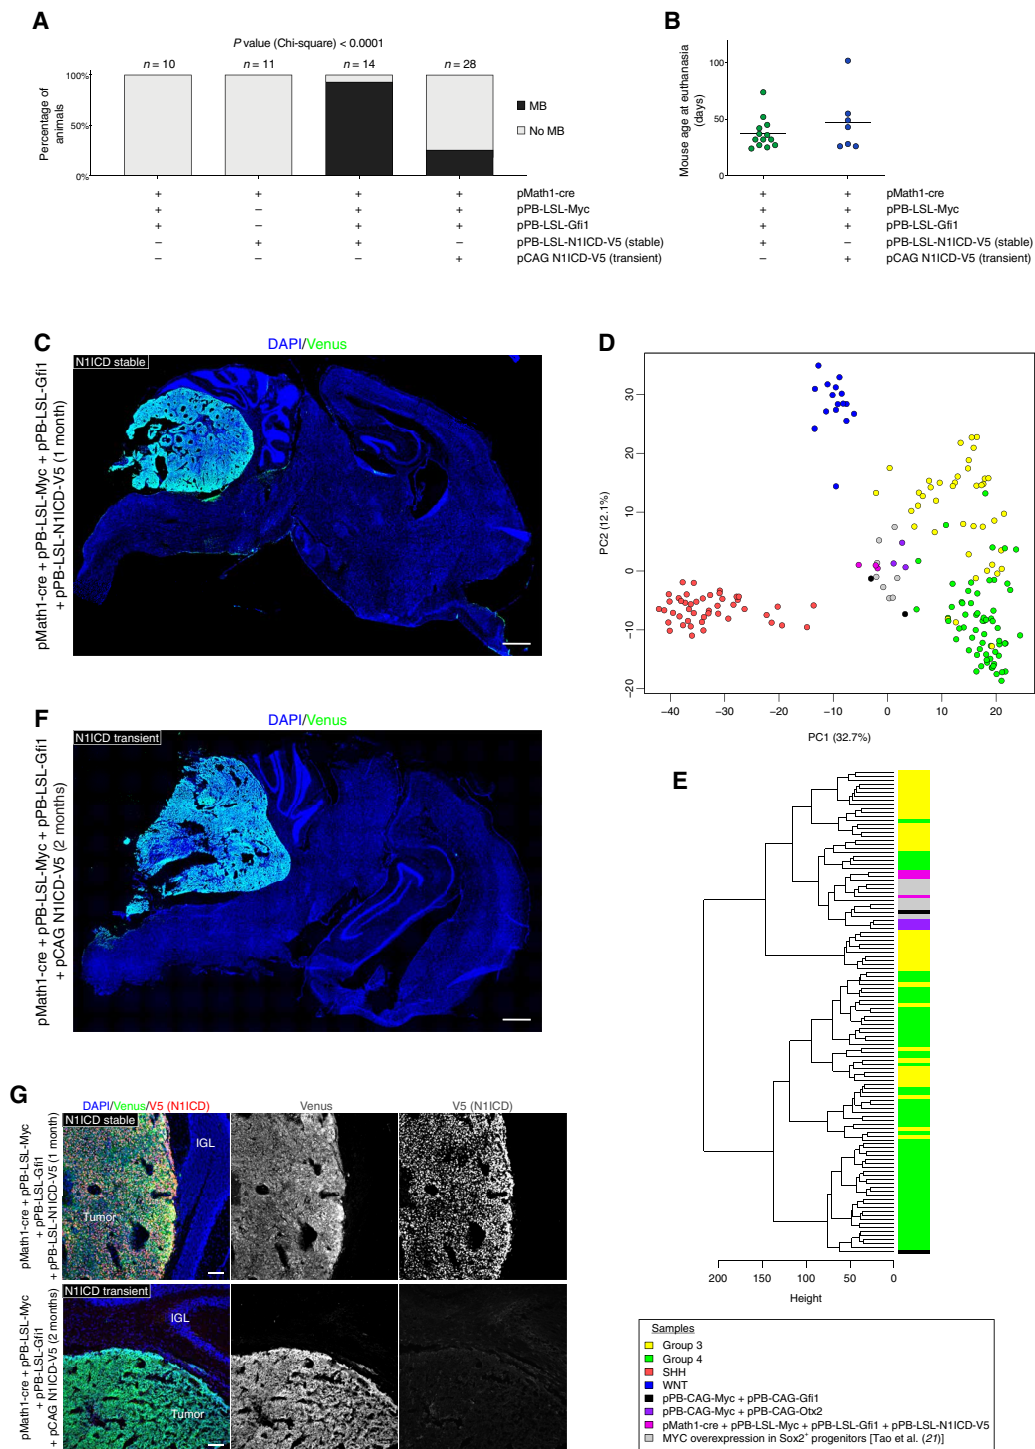 A
P value (Chi-square) < 0.0001
n = 10
n = 11
n = 14
n = 28
Percentage of
animals
100%
50%
0%
MB
No MB
+ + + + pMath1-cre
+ – + + pPB-LSL-Myc
+ – + + pPB-LSL-Gfi1
– + + – pPB-LSL-N1ICD-V5 (stable)
– – – + pCAG N1ICD-V5 (transient)
B
Mouse age at euthanasia
(days)
100
50
0
+ + pMath1-cre
+ + pPB-LSL-Myc
+ + pPB-LSL-Gfi1
+ – pPB-LSL-N1ICD-V5 (stable)
– + pCAG N1ICD-V5 (transient)
C
DAPI/Venus
N1ICD stable
pMath1-cre + pPB-LSL-Myc + pPB-LSL-Gfi1
+ pPB-LSL-N1ICD-V5 (1 month)
D
PC2 (12.1%)
30
20
10
0
−10
−20
−40 −30 −20 −10 0 10 20
PC1 (32.7%)
F
DAPI/Venus
N1ICD transient
pMath1-cre + pPB-LSL-Myc + pPB-LSL-Gfi1
+ pCAG N1ICD-V5 (2 months)
E
200 150 100 50 0
Height
G
DAPI/Venus/V5 (N1ICD)
Venus
V5 (N1ICD)
N1ICD stable
IGL
Tumor
pMath1-cre + pPB-LSL-Myc
+ pPB-LSL-Gfi1
+ pPB-LSL-N1ICD-V5 (1 month)
N1ICD transient
IGL
Tumor
pMath1-cre + pPB-LSL-Myc
+ pPB-LSL-Gfi1
+ pCAG N1ICD-V5 (2 months)
Samples
Group 3
Group 4
SHH
WNT
pPB-CAG-Myc + pPB-CAG-Gfi1
pPB-CAG-Myc + pPB-CAG-Otx2
pMath1-cre + pPB-LSL-Myc + pPB-LSL-Gfi1 + pPB-LSL-N1ICD-V5
MYC overexpression in Sox2⁺ progenitors [Tao et al. (21)]